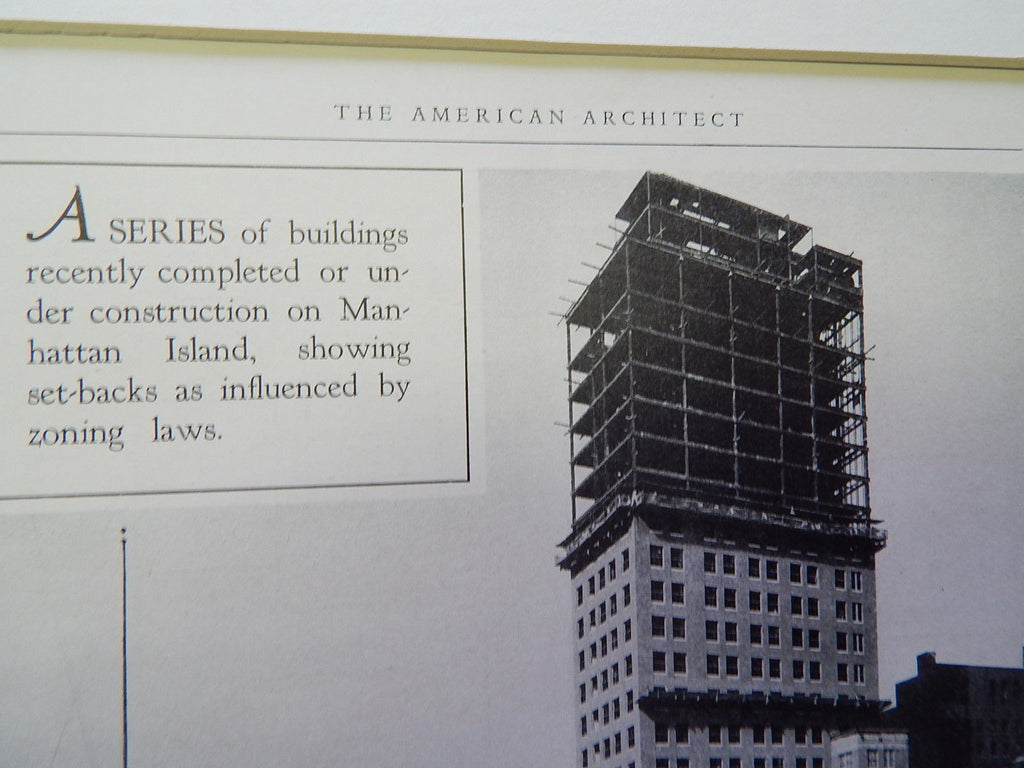 THE AMERICAN ARCHITECT
A SERIES of buildings
recently completed or un-
der construction on Man-
hattan Island, showing
set-backs as influenced by
zoning laws.